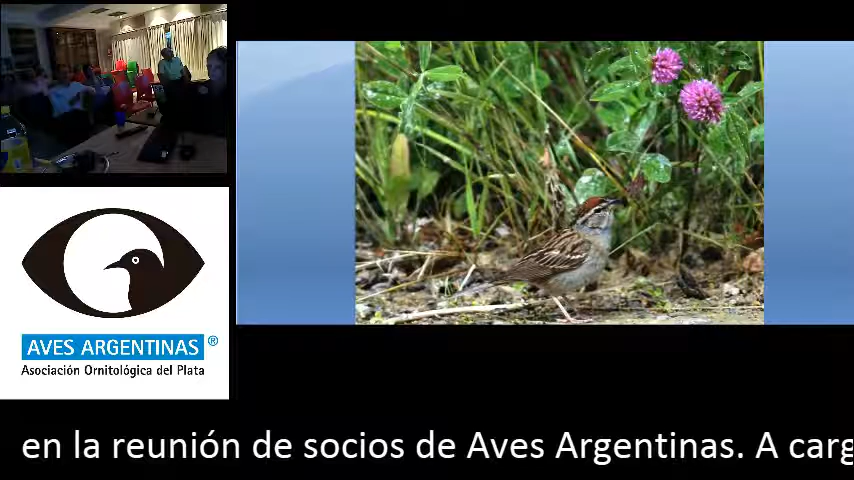 AVES ARGENTINAS®
Asociación Ornitológica del Plata
en la reunión de socios de Aves Argentinas. A carg